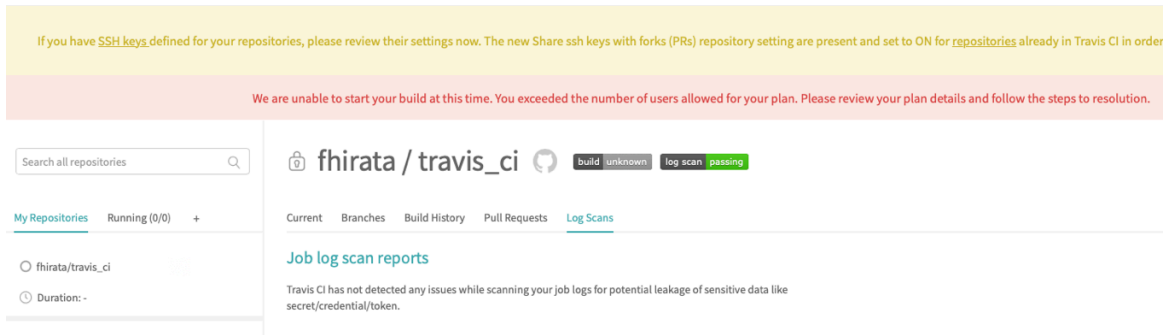 If you have SSH keys defined for your repositories, please review their settings now. The new Share ssh keys with forks (PRs) repository setting are present and set to ON for repositories already in Travis CI in order
We are unable to start your build at this time. You exceeded the number of users allowed for your plan. Please review your plan details and follow the steps to resolution.
Search all repositories
fhirata / travis_ci build unknown log scan passing
My Repositories Running (0/0) +
Current Branches Build History Pull Requests Log Scans
Job log scan reports
fhirata/travis_ci
Duration: -
Travis CI has not detected any issues while scanning your job logs for potential leakage of sensitive data like
secret/credential/token.